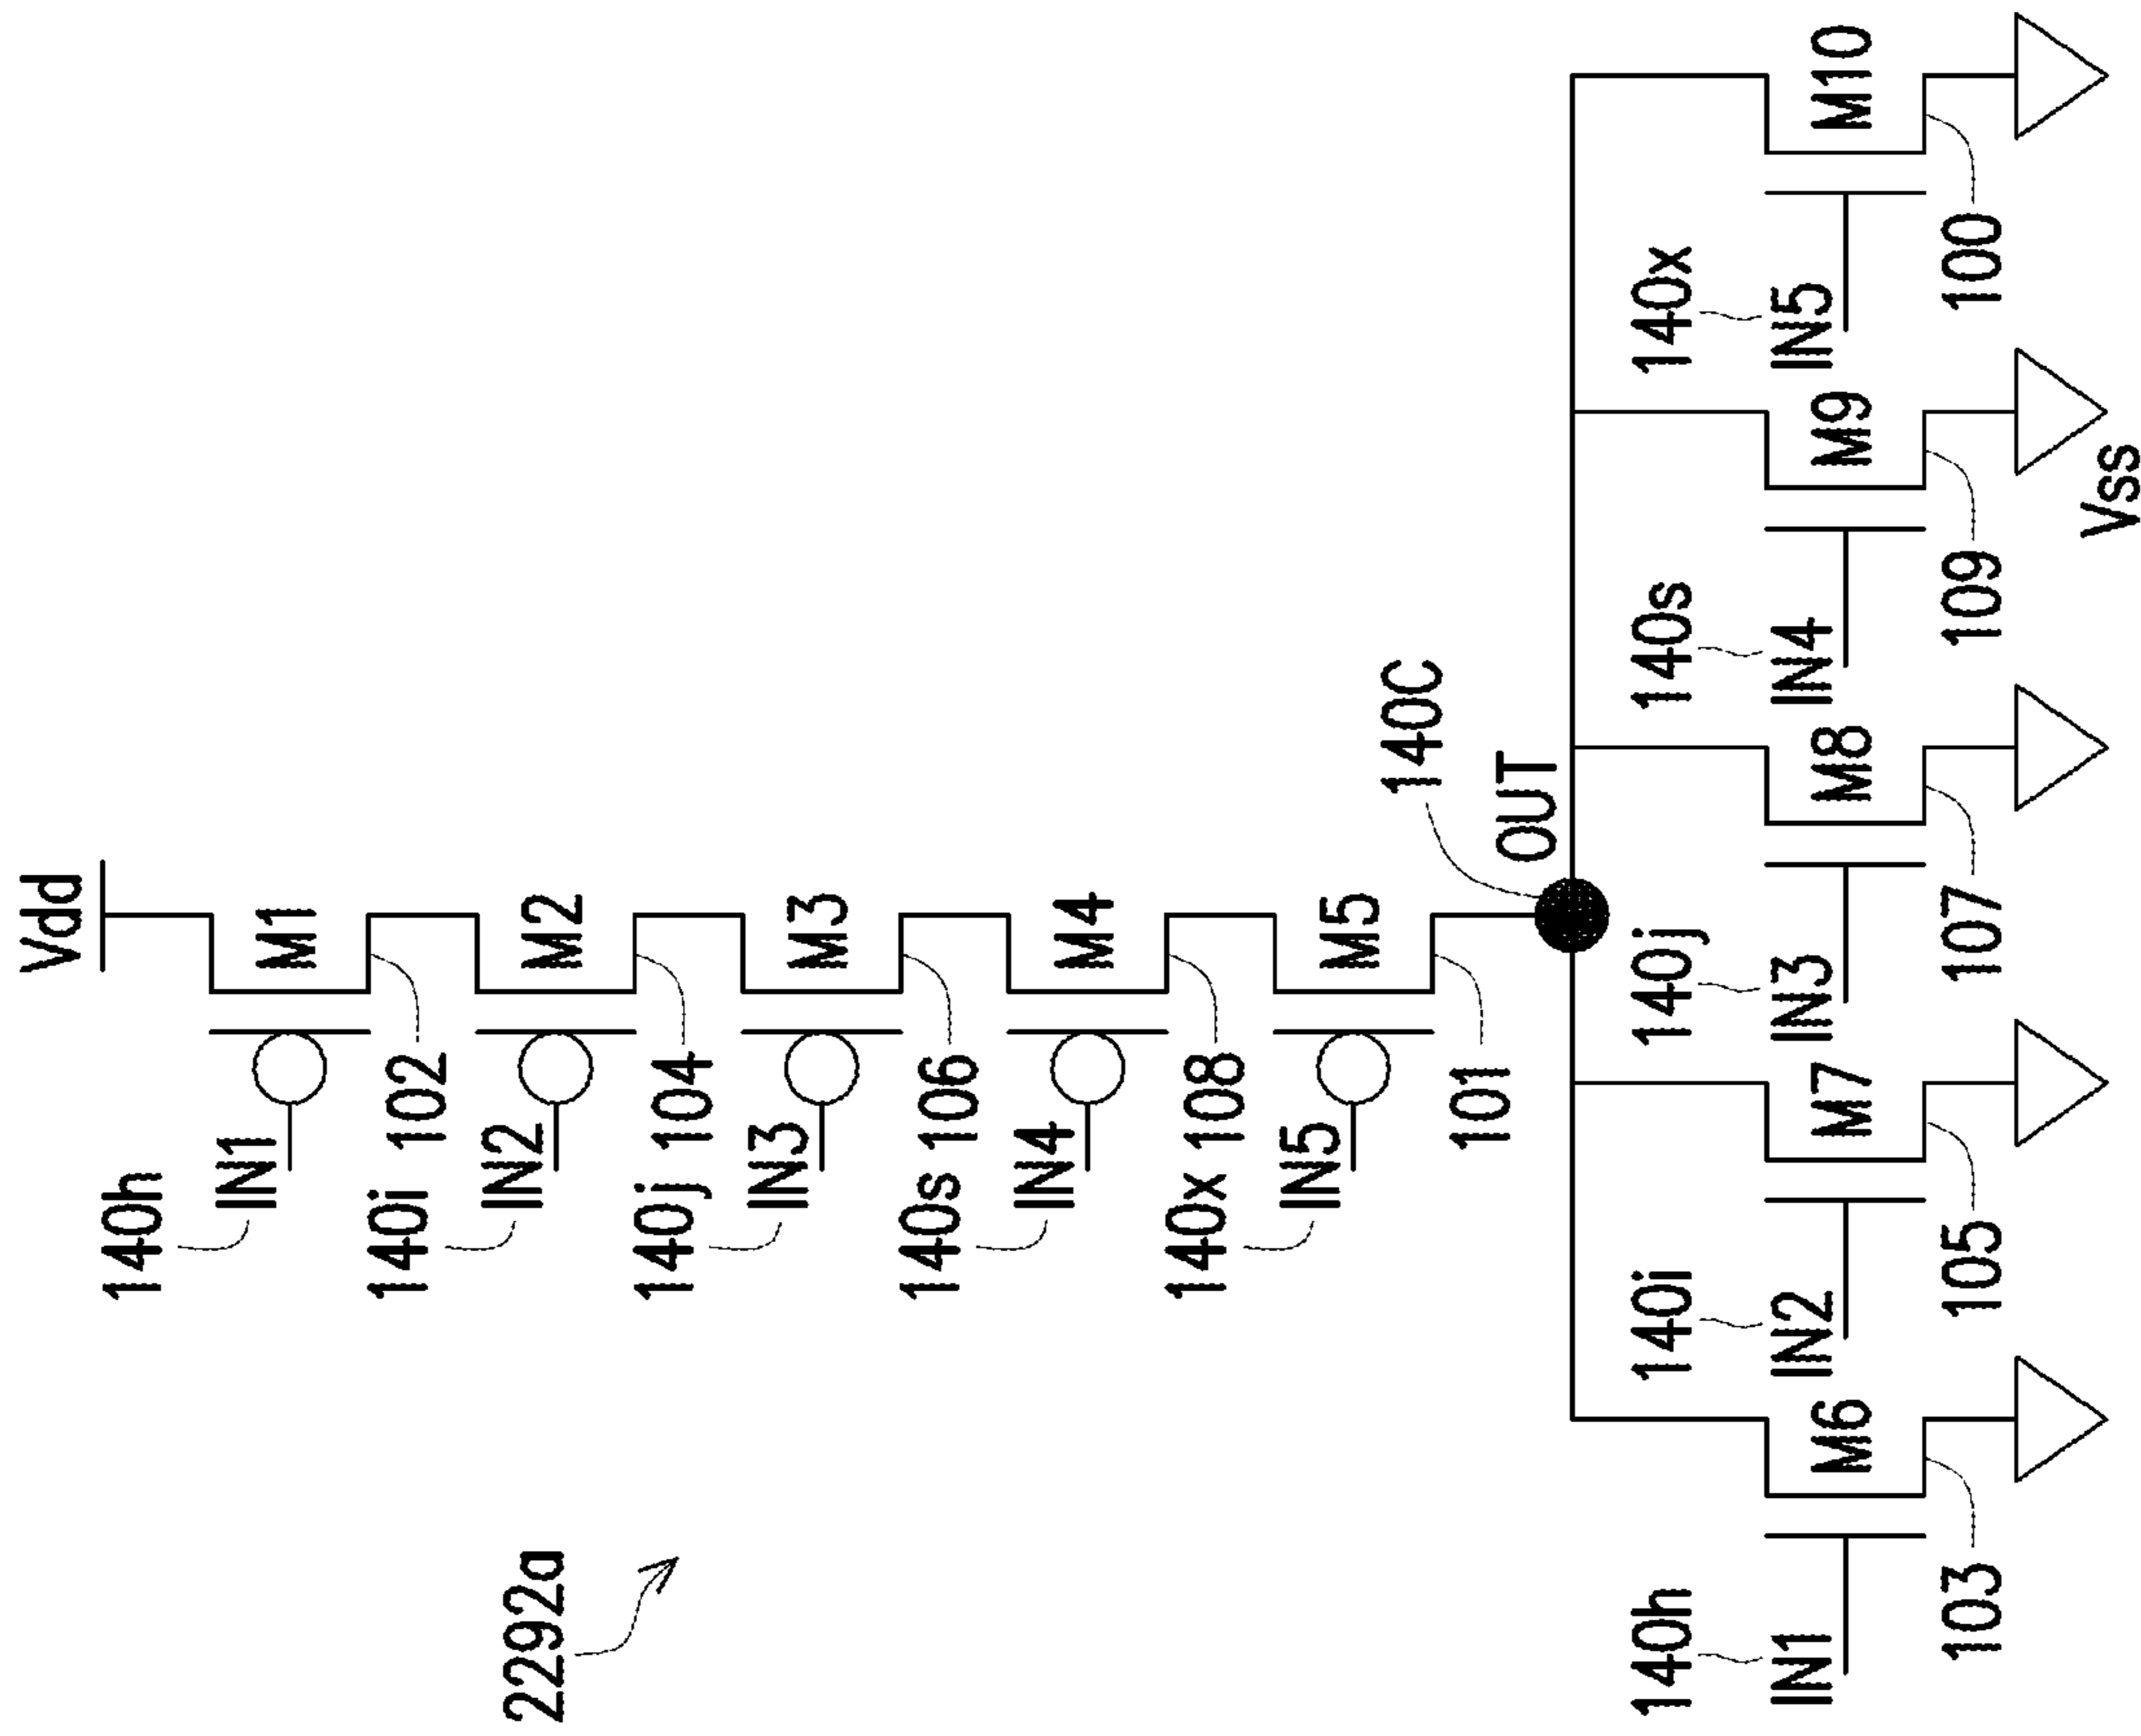 Vdd
140h
IN1
M1
102
140i
IN2
M2
104
140j
IN3
M3
106
140s
IN4
M4
108
140x
IN5
M5
101
140C
OUT
2292a
140h
IN1
M6
103
140i
IN2
M7
105
140j
IN3
M8
107
140s
IN4
M9
109
140x
IN5
M10
100
Vss